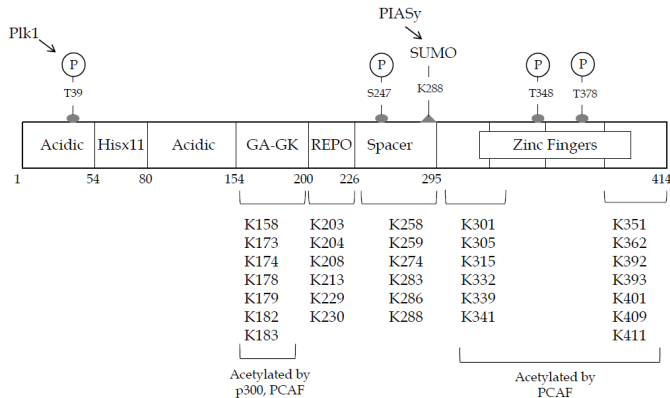 PIASy
Plk1
P P SUMO P P
T39 S247 K288 T348 T378
Acidic Hisx11 Acidic GA-GK REPO Spacer Zinc Fingers
1 54 80 154 200 226 295 414
K158 K203 K258 K301 K351
K173 K204 K259 K305 K362
K174 K208 K274 K315 K392
K178 K213 K283 K332 K393
K179 K229 K286 K339 K401
K182 K230 K288 K341 K409
K183 K411
Acetylated by Acetylated by
p300, PCAF PCAF